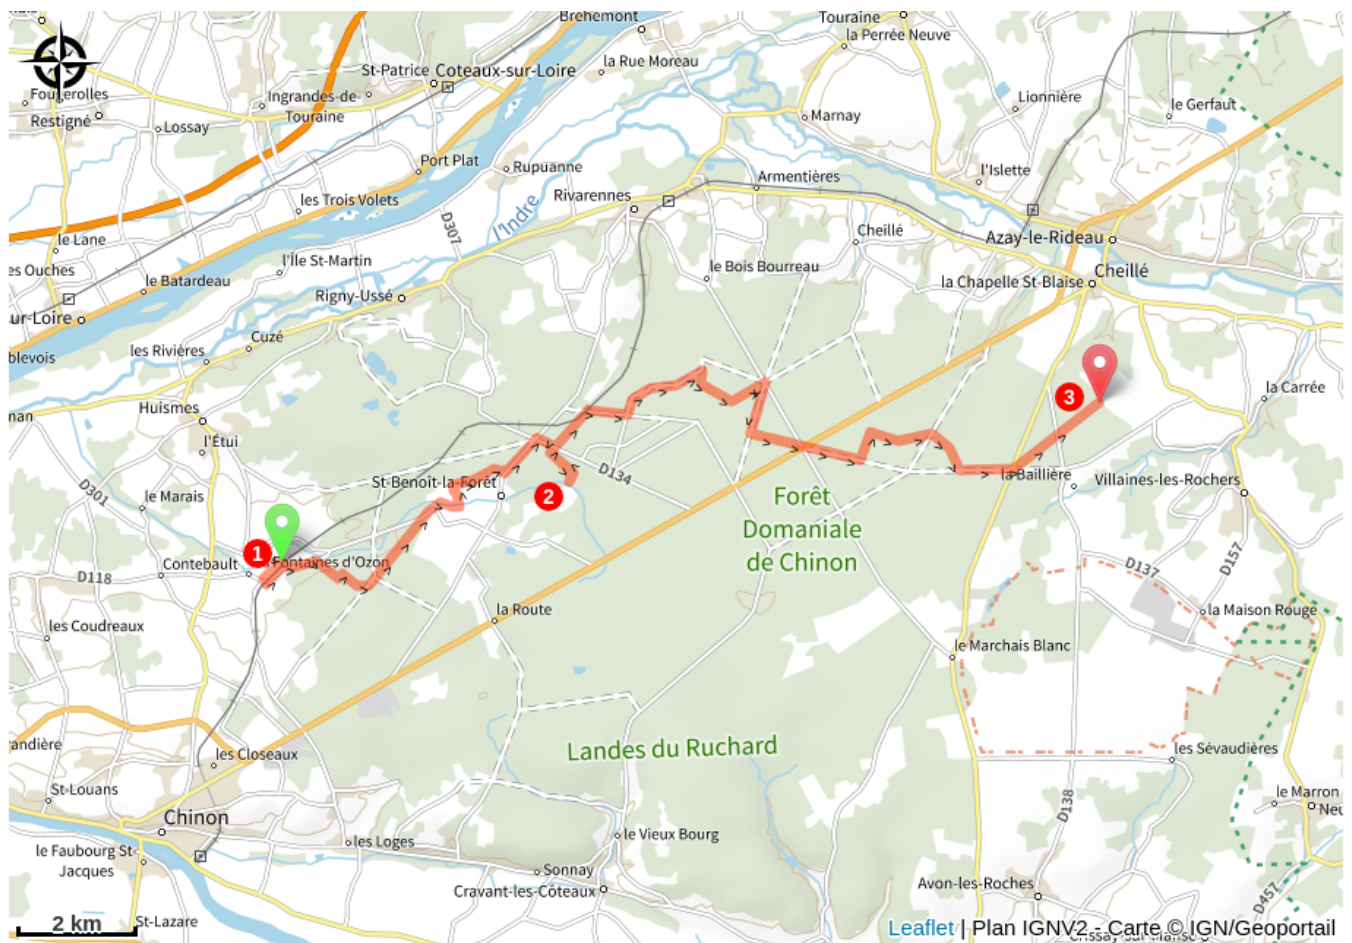 Bréhémont
Touraine
la Perrée Neuve
St-Patrice
Coteaux-sur-Loire
la Rue Moreau
Ingrandes-de-
Touraine
Restigné
Lossay
Marnay
Lionnière
le Gerfaut
Port Plat
Rupuanne
l'Islette
Armentières
Rivarennes
les Trois Volets
D307
l'Indre
le Lane
es Ouches
l'Île St-Martin
le Batardeau
Rigny-Ussé
Cheillé
Azay-le-Rideau
le Bois Bourreau
la Chapelle St-Blaise
Cheillé
ur-Loire
Cuzé
les Rivières
blevois
la Carrée
man
Huismes
l'Étui
3
D301
le Marais
St-Benoît-la-Forêt
2
D134
la Baillière
Villaines-les-Rochers
Forêt
Domaniale
de Chinon
1
Contebault
Fontaines d'Ozon
D118
D137
D157
les Coudreaux
la Route
la Maison Rouge
le Marchais Blanc
andière
les Closeaux
Landes du Ruchard
les Sévaudières
St-Louans
Chinon
D138
le Marron
Neu
le Faubourg St-
Jacques
les Loges
le Vieux Bourg
Sonnay
Cravant-les-Côteaux
Avon-les-Roches
D457
2 km
St-Lazare
Leaflet | Plan IGNV2 - Carte © IGN/Geoportail